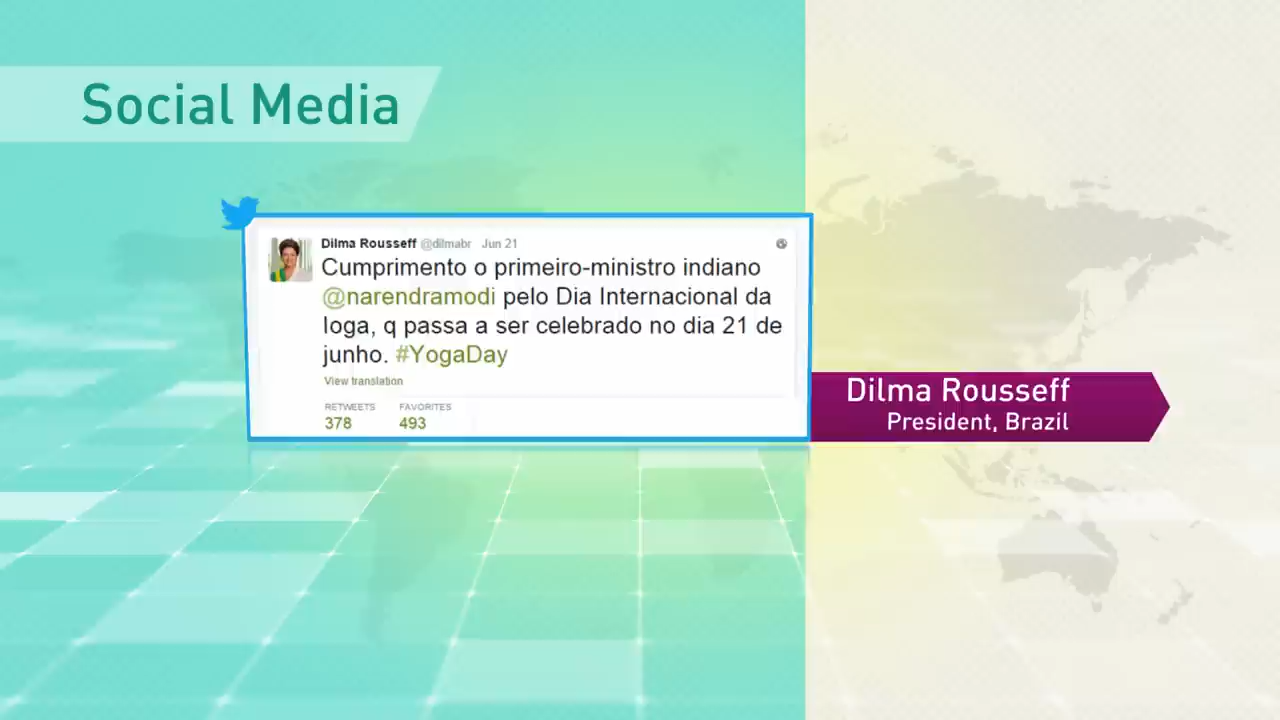 Social Media
Dilma Rousseff @dilmabr Jun 21
Cumprimento o primeiro-ministro indiano
@narendramodi pelo Dia Internacional da
Ioga, q passa a ser celebrado no dia 21 de
junho. #YogaDay
View translation
RETWEETS FAVORITES
378 493
Dilma Rousseff
President, Brazil